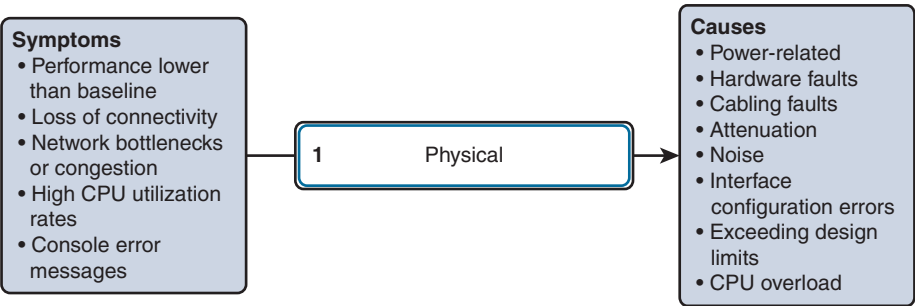 Symptoms
• Performance lower
than baseline
• Loss of connectivity
• Network bottlenecks
or congestion
• High CPU utilization
rates
• Console error
messages
1 Physical
Causes
• Power-related
• Hardware faults
• Cabling faults
• Attenuation
• Noise
• Interface
configuration errors
• Exceeding design
limits
• CPU overload